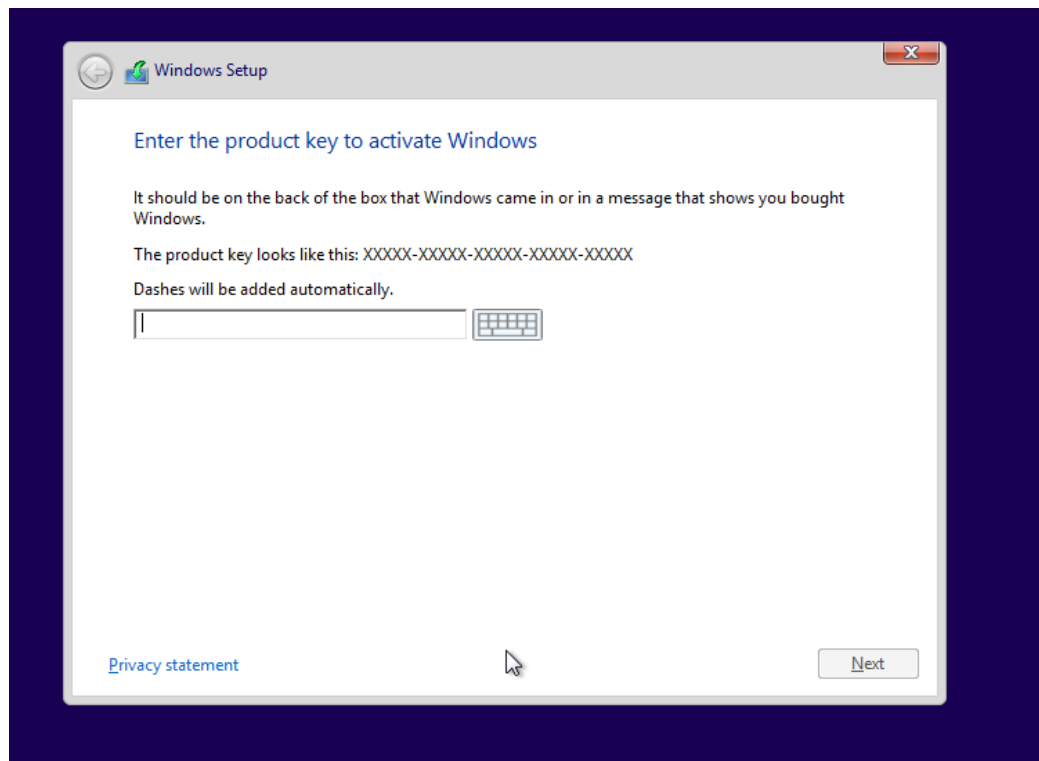 Windows Setup
Enter the product key to activate Windows
It should be on the back of the box that Windows came in or in a message that shows you bought
Windows.
The product key looks like this: XXXXX-XXXXX-XXXXX-XXXXX-XXXXX
Dashes will be added automatically.
Privacy statement
Next